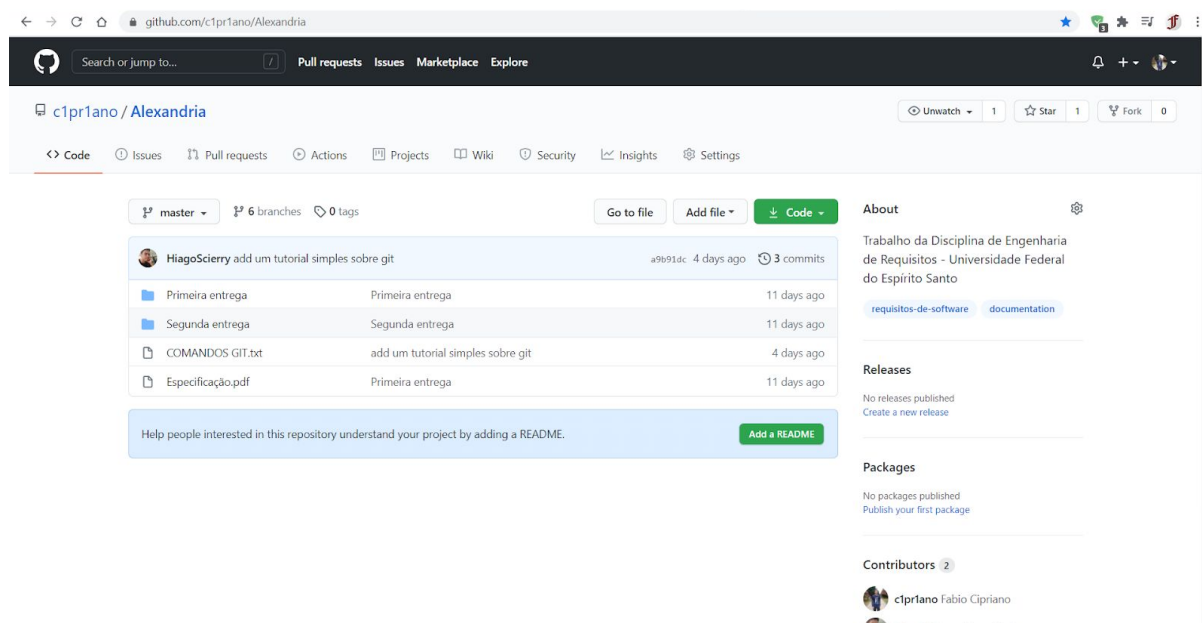 github.com/c1pr1ano/Alexandria
3
Search or jump to... / Pull requests Issues Marketplace Explore
c1pr1ano / Alexandria
Unwatch 1 Star 1 Fork 0
Code Issues Pull requests Actions Projects Wiki Security Insights Settings
master 6 branches 0 tags Go to file Add file Code
HiagoScierry add um tutorial simples sobre git a9b91dc 4 days ago 3 commits
Primeira entrega Primeira entrega 11 days ago
Segunda entrega Segunda entrega 11 days ago
COMANDOS GIT.txt add um tutorial simples sobre git 4 days ago
Especificação.pdf Primeira entrega 11 days ago
Help people interested in this repository understand your project by adding a README. Add a README
About
Trabalho da Disciplina de Engenharia
de Requisitos - Universidade Federal
do Espírito Santo
requisitos-de-software documentation
Releases
No releases published
Create a new release
Packages
No packages published
Publish your first package
Contributors 2
c1pr1ano Fabio Cipriano